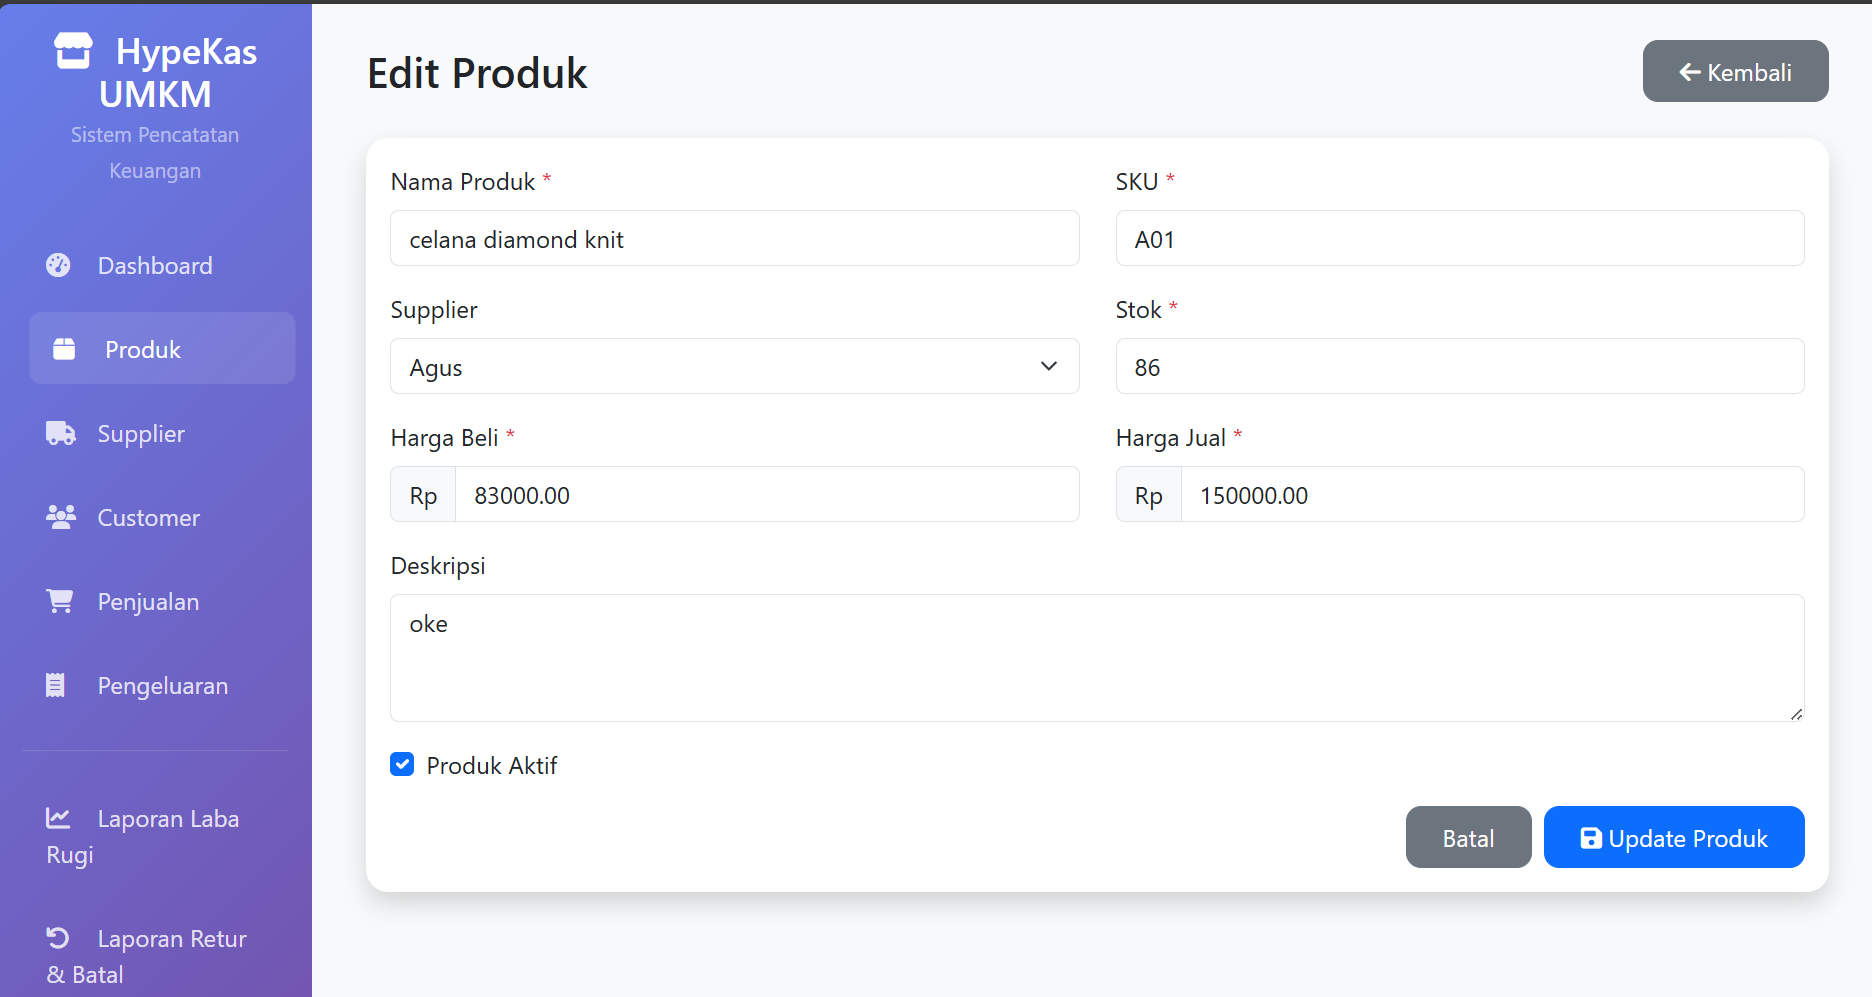 HypeKas
UMKM
Sistem Pencatatan
Keuangan
Dashboard
Produk
Supplier
Customer
Penjualan
Pengeluaran
Laporan Laba
Rugi
Laporan Retur
& Batal
Edit Produk
Kembali
Nama Produk *
celana diamond knit
SKU *
A01
Supplier
Agus
Stok *
86
Harga Beli *
Rp 83000.00
Harga Jual *
Rp 150000.00
Deskripsi
oke
Produk Aktif
Batal
Update Produk